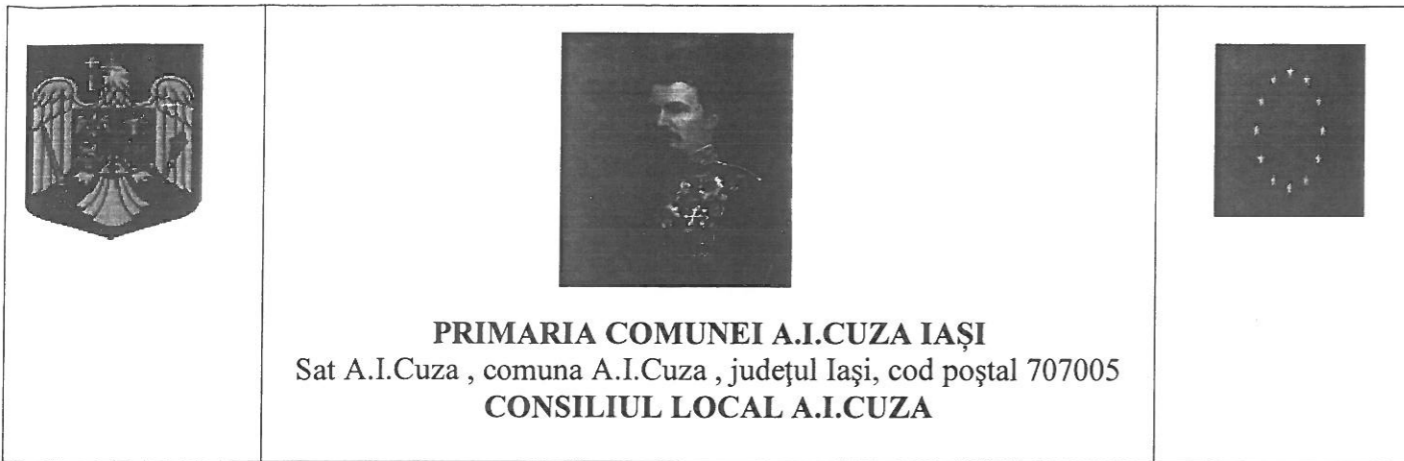 PRIMARIA COMUNEI A.I.CUZA IAȘI
Sat A.I.Cuza , comuna A.I.Cuza , județul Iași, cod poștal 707005
CONSILIUL LOCAL A.I.CUZA